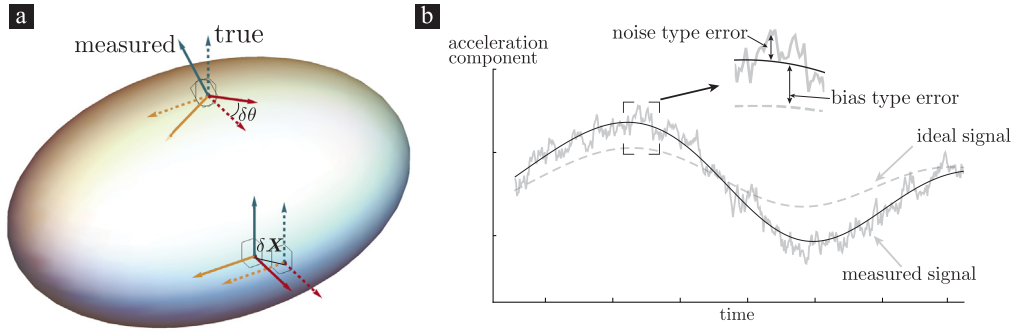 a
measured
true
δθ
δX
b
acceleration
component
noise type error
bias type error
ideal signal
measured signal
time